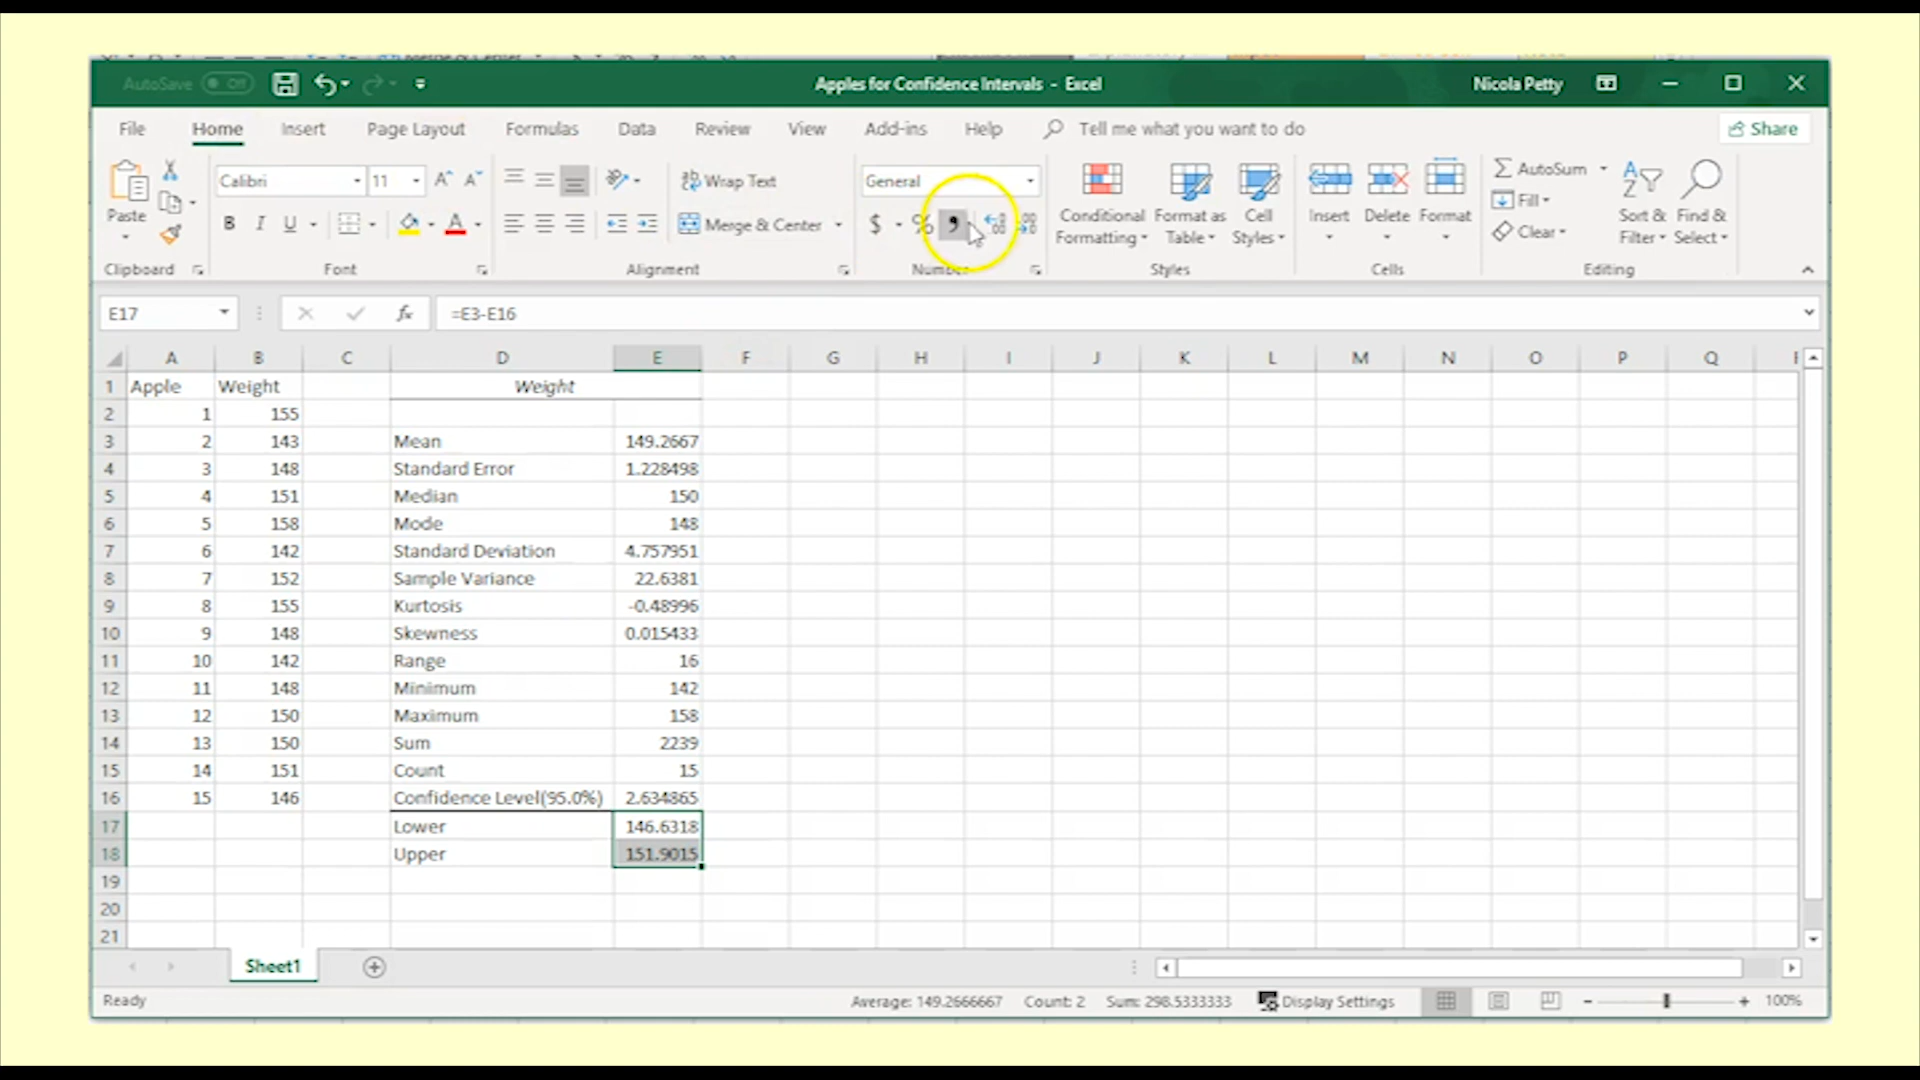 AutoSave Off Apples for Confidence Intervals - Excel Nicola Petty
File Home Insert Page Layout Formulas Data Review View Add-ins Help Tell me what you want to do Share
Paste
Calibri 11
B I U
Wrap Text
Merge & Center
General
$ % ,
Conditional Formatting
Format as Table
Cell Styles
Insert
Delete
Format
AutoSum
Fill
Clear
Sort & Filter
Find & Select
Clipboard Font Alignment Number Styles Cells Editing
E17 fx =E3-E16
A B C D E F G H I J K L M N O P Q
1 Apple Weight Weight
2 1 155
3 2 143 Mean 149.2667
4 3 148 Standard Error 1.228498
5 4 151 Median 150
6 5 158 Mode 148
7 6 142 Standard Deviation 4.757951
8 7 152 Sample Variance 22.6381
9 8 155 Kurtosis -0.48996
10 9 148 Skewness 0.015433
11 10 142 Range 16
12 11 148 Minimum 142
13 12 150 Maximum 158
14 13 150 Sum 2239
15 14 151 Count 15
16 15 146 Confidence Level(95.0%) 2.634865
17 Lower 146.6318
18 Upper 151.9015
19
20
21
Sheet1
Ready Average: 149.2666667 Count: 2 Sum: 298.5333333 Display Settings 100%